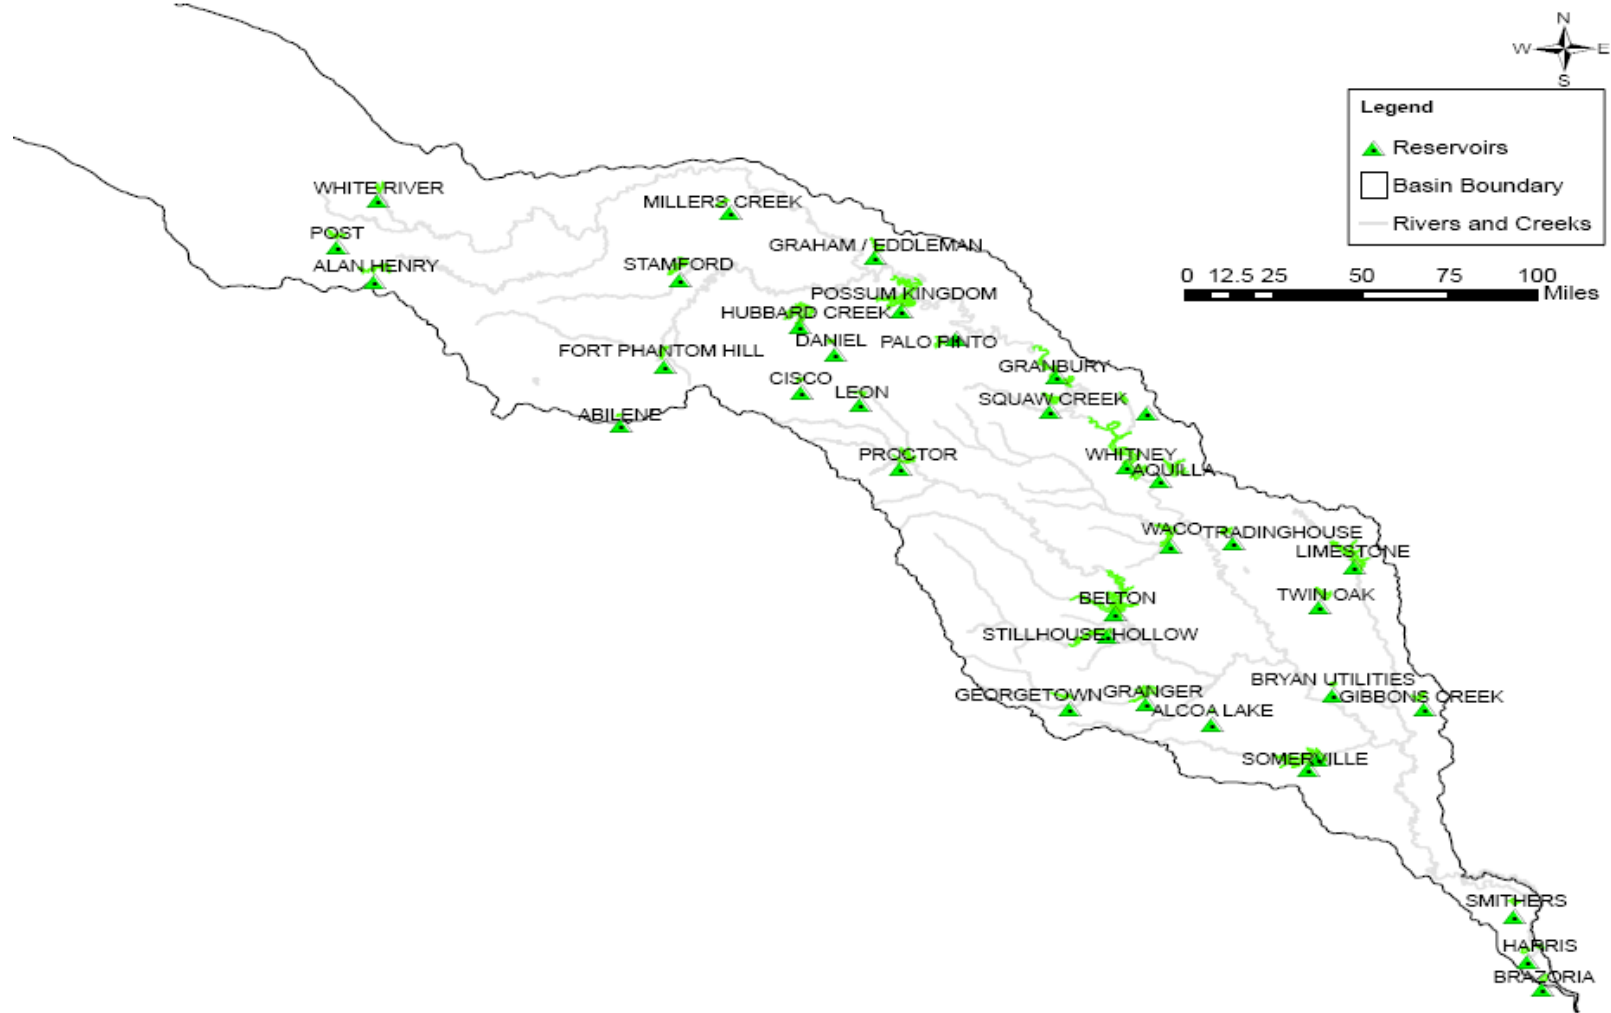 N
W E
S
Legend
Reservoirs
Basin Boundary
Rivers and Creeks
0 12.5 25 50 75 100
Miles
WHITE RIVER
MILLERS CREEK
POST
GRAHAM / EDDLEMAN
ALAN HENRY
STAMFORD
POSSUM KINGDOM
HUBBARD CREEK
DANIEL
PALO PINTO
FORT PHANTOM HILL
GRANBURY
CISCO
LEON
SQUAW CREEK
ABILENE
PROCTOR
WHITNEY
AQUILLA
WACO
TRADINGHOUSE
LIMESTONE
BELTON
TWIN OAK
STILLHOUSE HOLLOW
BRYAN UTILITIES
GEORGETOWN
GRANGER
GIBBONS CREEK
ALCOA LAKE
SOMERVILLE
SMITHERS
HARRIS
BRAZORIA